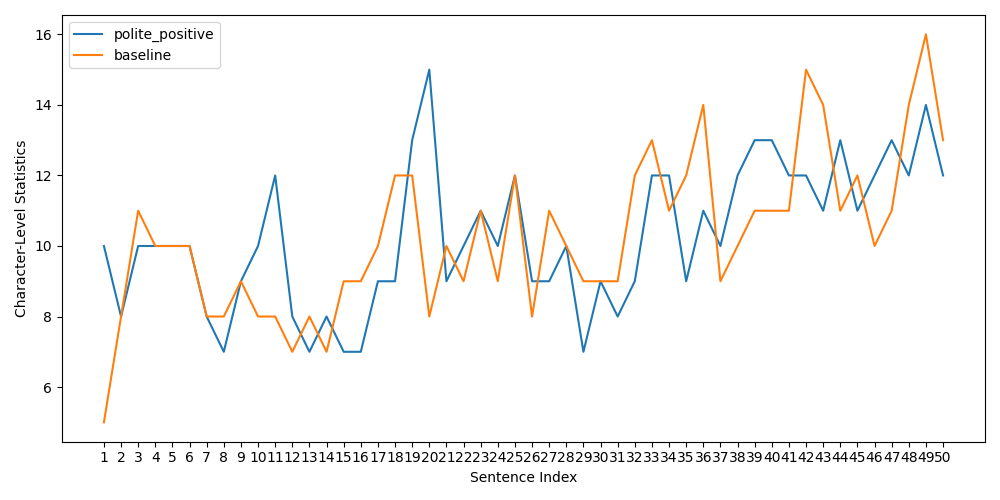 polite_positive
baseline
Character-Level Statistics
16
14
12
10
8
6
1 2 3 4 5 6 7 8 9 10 11 12 13 14 15 16 17 18 19 20 21 22 23 24 25 26 27 28 29 30 31 32 33 34 35 36 37 38 39 40 41 42 43 44 45 46 47 48 49 50
Sentence Index